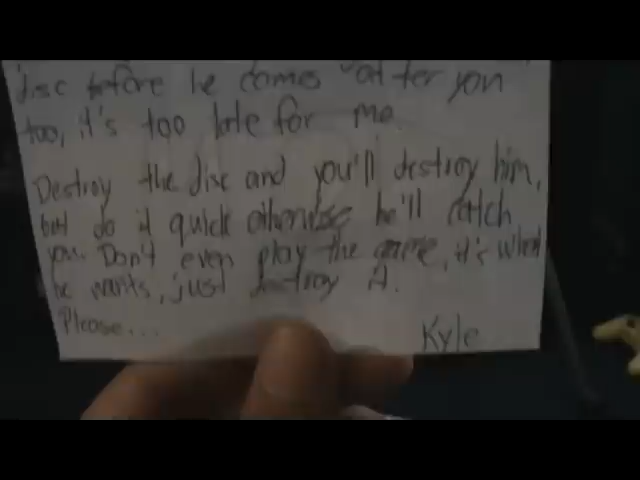 disc before he comes after you
too, it's too late for me.
Destroy the disc and you'll destroy him,
but do it quick otherwise he'll catch
you. Don't even play the game, it's what
he wants, just destroy it.
Please...
Kyle